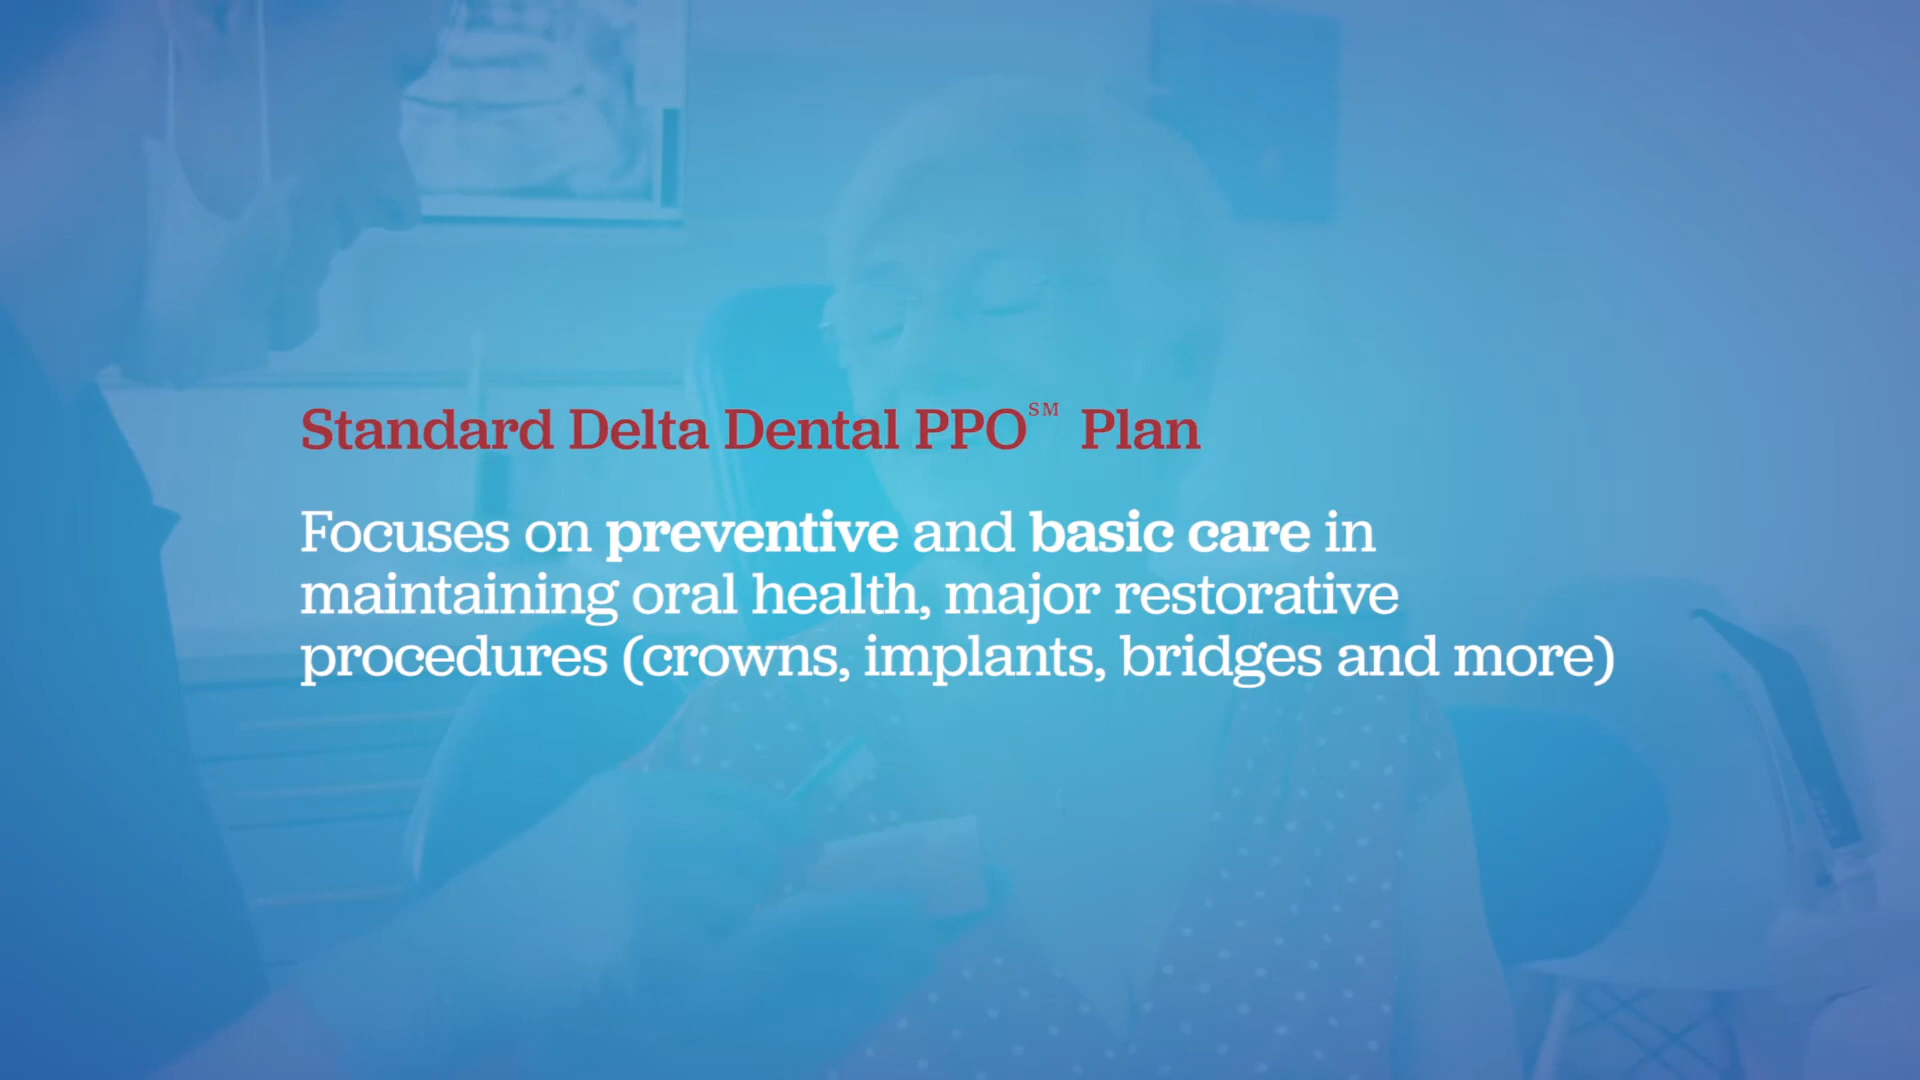 Standard Delta Dental PPO℠ Plan
Focuses on preventive and basic care in
maintaining oral health, major restorative
procedures (crowns, implants, bridges and more)